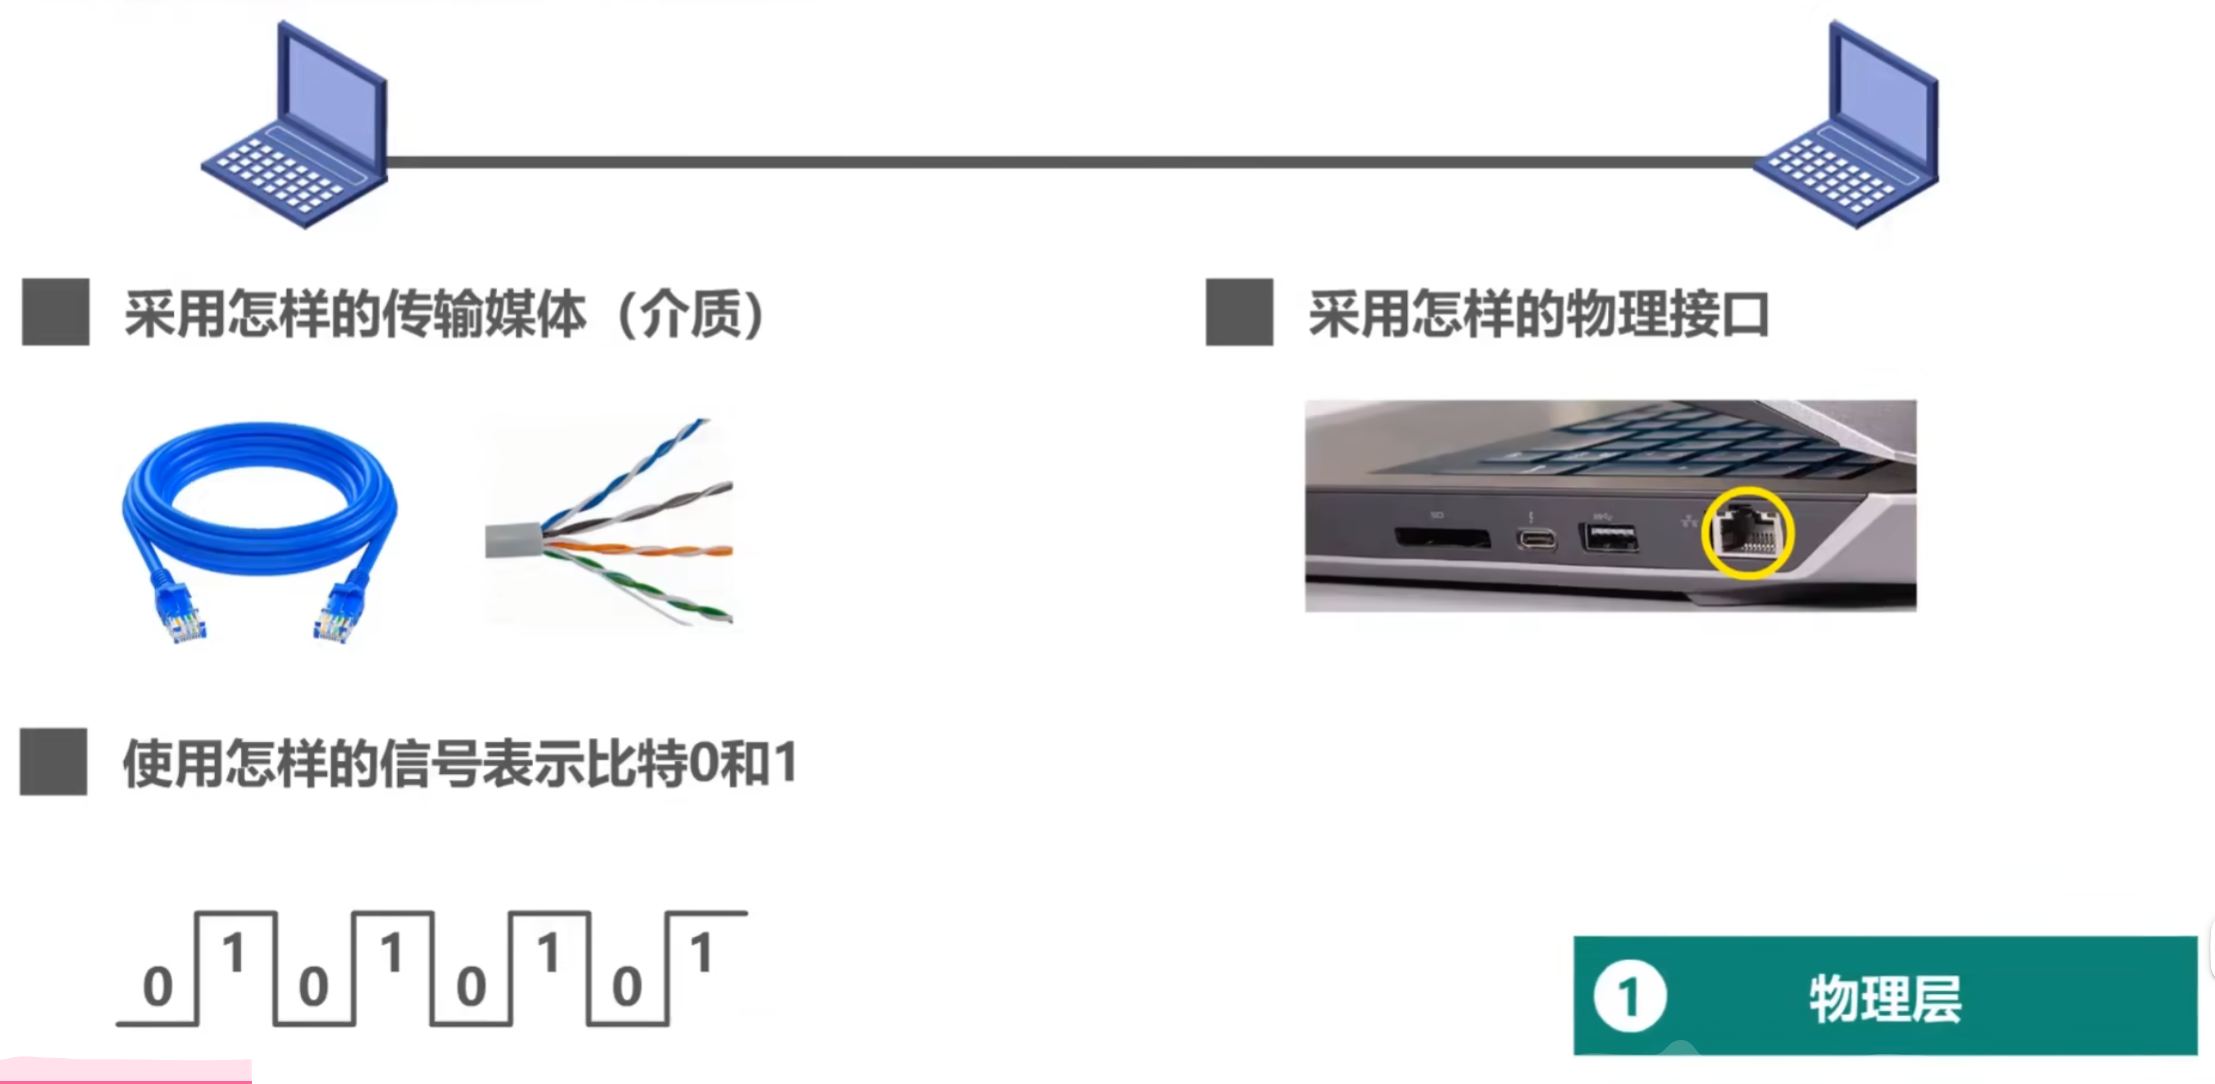 采用怎样的传输媒体（介质）
采用怎样的物理接口
使用怎样的信号表示比特0和1
0 1 0 1 0 1 0 1
1 物理层